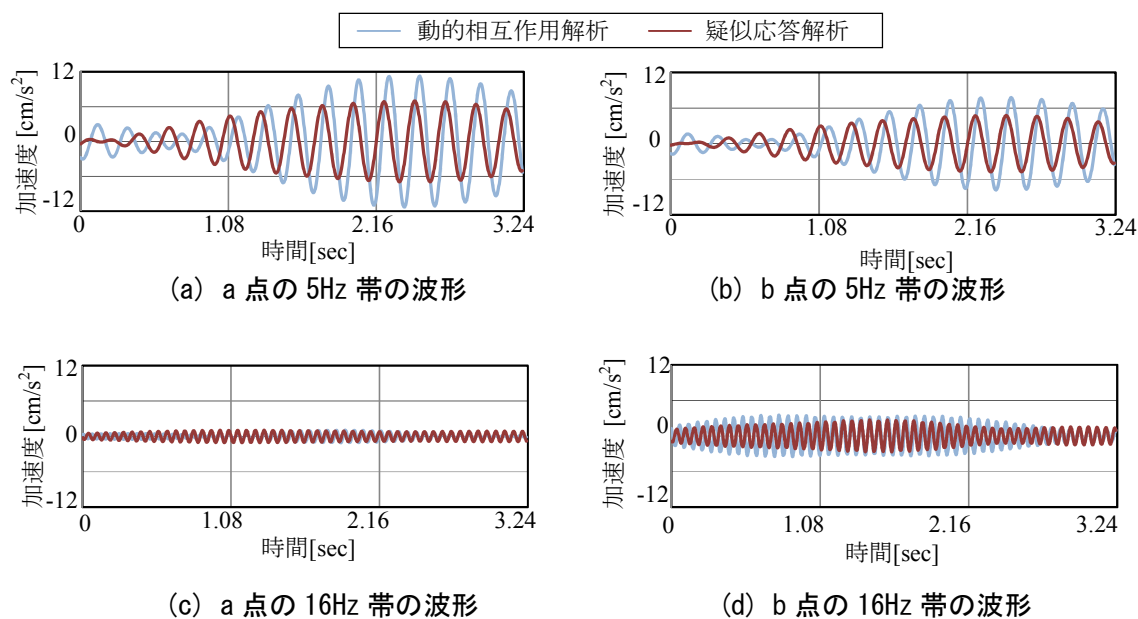 動的相互作用解析 疑似応答解析
12
0
-12
加速度 [cm/s²]
0 1.08 2.16 3.24
時間[sec]
(a) a 点の 5Hz 帯の波形
12
0
-12
加速度 [cm/s²]
0 1.08 2.16 3.24
時間[sec]
(b) b 点の 5Hz 帯の波形
12
0
-12
加速度 [cm/s²]
0 1.08 2.16 3.24
時間[sec]
(c) a 点の 16Hz 帯の波形
12
0
-12
加速度 [cm/s²]
0 1.08 2.16 3.24
時間[sec]
(d) b 点の 16Hz 帯の波形